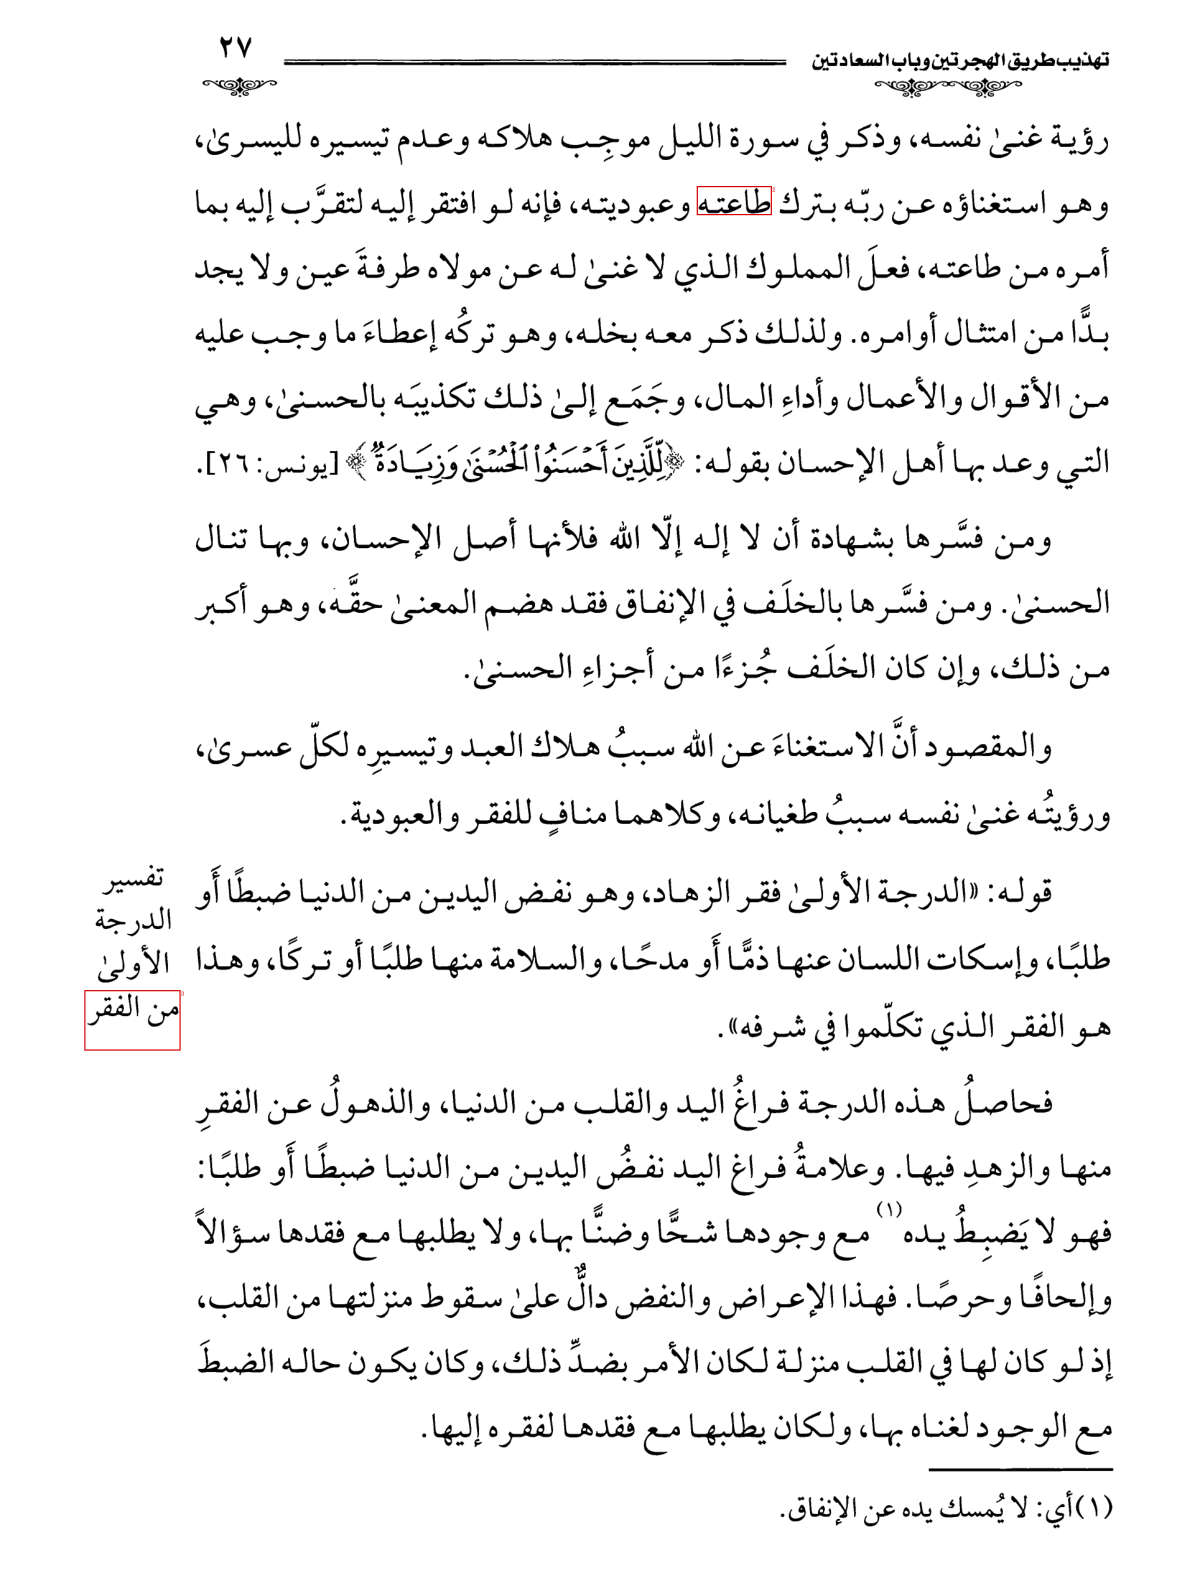 تهذيب طريق الهجرتين وباب السعادتين
٢٧
رؤية غنىٰ نفسه، وذكر في سورة الليل موجِب هلاكه وعدم تيسيره لليسرىٰ،
وهو استغناؤه عن ربّه بترك طاعته وعبوديته، فإنه لو افتقر إليه لتقرَّب إليه بما
أمره من طاعته، فعلَ المملوك الذي لا غنىٰ له عن مولاه طرفةَ عين ولا يجد
بدًّا من امتثال أوامره. ولذلك ذكر معه بخله، وهو تركُه إعطاءَ ما وجب عليه
من الأقوال والأعمال وأداءِ المال، وجَمَع إلىٰ ذلك تكذيبَه بالحسنىٰ، وهي
التي وعد بها أهل الإحسان بقوله: ﴿لِّلَّذِينَ أَحۡسَنُواْ ٱلۡحُسۡنَىٰ وَزِيَادَةٞ﴾ [يونس: ٢٦].
ومن فسَّرها بشهادة أن لا إله إلّا الله فلأنها أصل الإحسان، وبها تنال
الحسنىٰ. ومن فسَّرها بالخلَف في الإنفاق فقد هضم المعنىٰ حقَّه، وهو أكبر
من ذلك، وإن كان الخلَف جُزءًا من أجزاءِ الحسنىٰ.
والمقصود أنَّ الاستغناءَ عن الله سببُ هلاك العبد وتيسيرِه لكلّ عسرىٰ،
ورؤيتُه غنىٰ نفسه سببُ طغيانه، وكلاهما منافٍ للفقر والعبودية.
تفسير
الدرجة
الأولىٰ
من الفقر
قوله: «الدرجة الأولىٰ فقر الزهاد، وهو نفض اليدين من الدنيا ضبطًا أَو
طلبًا، وإسكات اللسان عنها ذمًّا أَو مدحًا، والسلامة منها طلبًا أو تركًا، وهذا
هو الفقر الذي تكلّموا في شرفه».
فحاصلُ هذه الدرجة فراغُ اليد والقلب من الدنيا، والذهولُ عن الفقرِ
منها والزهدِ فيها. وعلامةُ فراغ اليد نفضُ اليدين من الدنيا ضبطًا أَو طلبًا:
فهو لا يَضبِطُ يده(١) مع وجودها شحًّا وضنًّا بها، ولا يطلبها مع فقدها سؤالاً
وإلحافًا وحرصًا. فهذا الإعراض والنفض دالٌّ علىٰ سقوط منزلتها من القلب،
إذ لو كان لها في القلب منزلة لكان الأمر بضدِّ ذلك، وكان يكون حاله الضبطَ
مع الوجود لغناه بها، ولكان يطلبها مع فقدها لفقره إليها.
(١) أي: لا يُمسك يده عن الإنفاق.